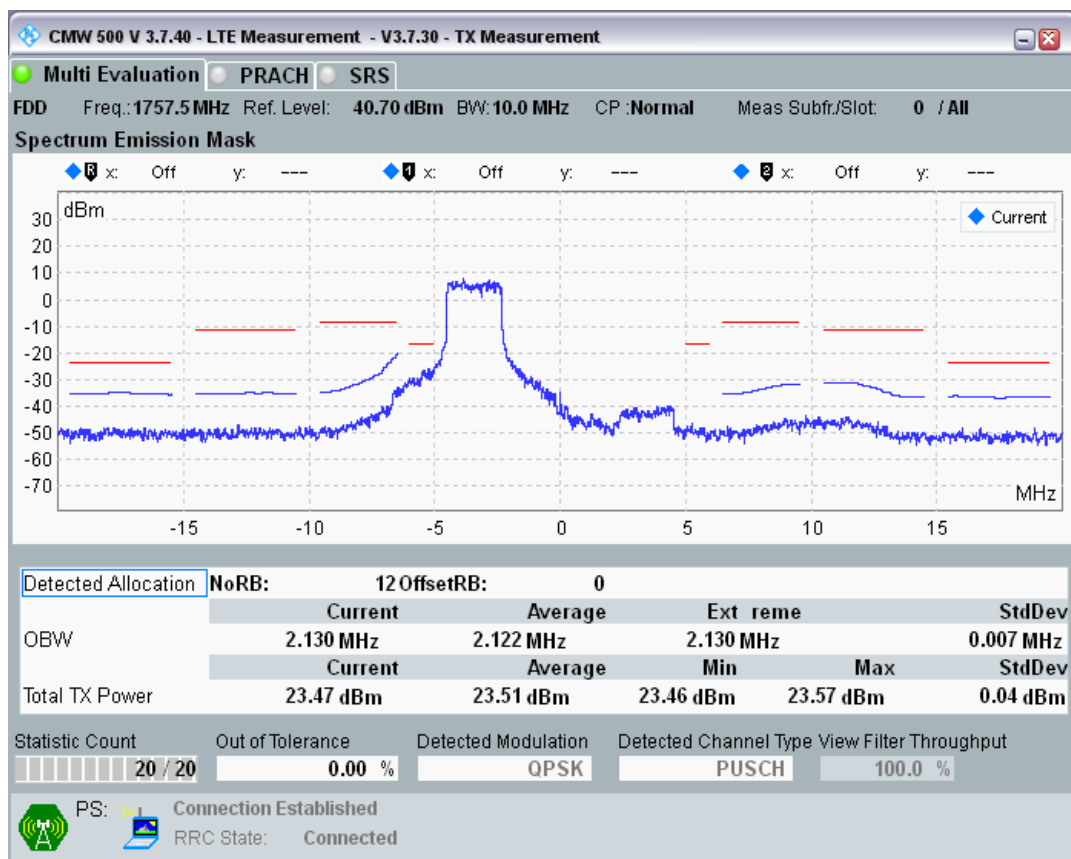 CMW 500 V 3.7.40 - LTE Measurement - V3.7.30 - TX Measurement
Multi Evaluation PRACH SRS
FDD Freq.: 1757.5 MHz Ref. Level: 40.70 dBm BW: 10.0 MHz CP :Normal Meas Subfr./Slot: 0 / All
Spectrum Emission Mask
R x: Off y: --- 1 x: Off y: --- 2 x: Off y: ---
dBm
Current
30
20
10
0
-10
-20
-30
-40
-50
-60
-70
MHz
-15 -10 -5 0 5 10 15
Detected Allocation NoRB: 12 OffsetRB: 0
Current Average Ext reme StdDev
OBW 2.130 MHz 2.122 MHz 2.130 MHz 0.007 MHz
Current Average Min Max StdDev
Total TX Power 23.47 dBm 23.51 dBm 23.46 dBm 23.57 dBm 0.04 dBm
Statistic Count Out of Tolerance Detected Modulation Detected Channel Type View Filter Throughput
20 / 20 0.00 % QPSK PUSCH 100.0 %
PS: Connection Established
RRC State: Connected